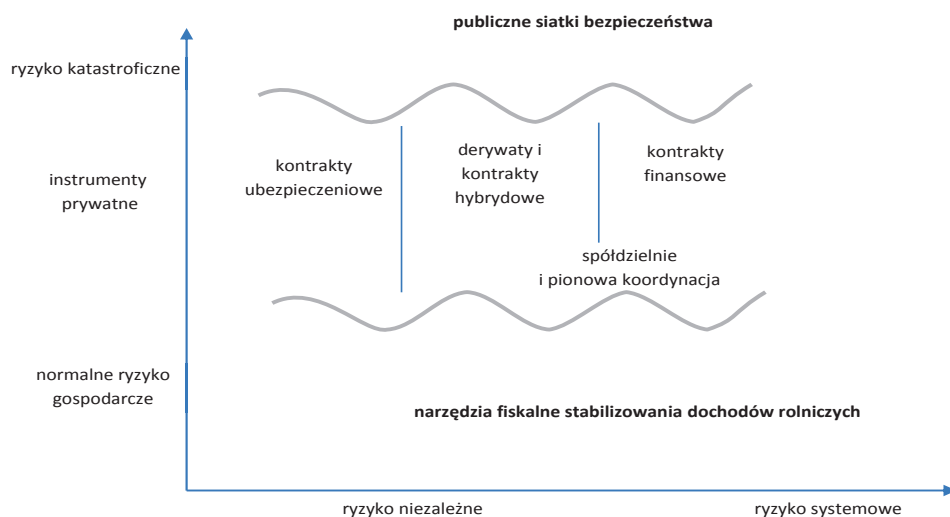 publiczne siatki bezpieczeństwa
ryzyko katastroficzne
instrumenty
prywatne
kontrakty
ubezpieczeniowe
derywaty i
kontrakty
hybrydowe
kontrakty
finansowe
spółdzielnie
i pionowa koordynacja
normalne ryzyko
gospodarcze
narzędzia fiskalne stabilizowania dochodów rolniczych
ryzyko niezależne
ryzyko systemowe